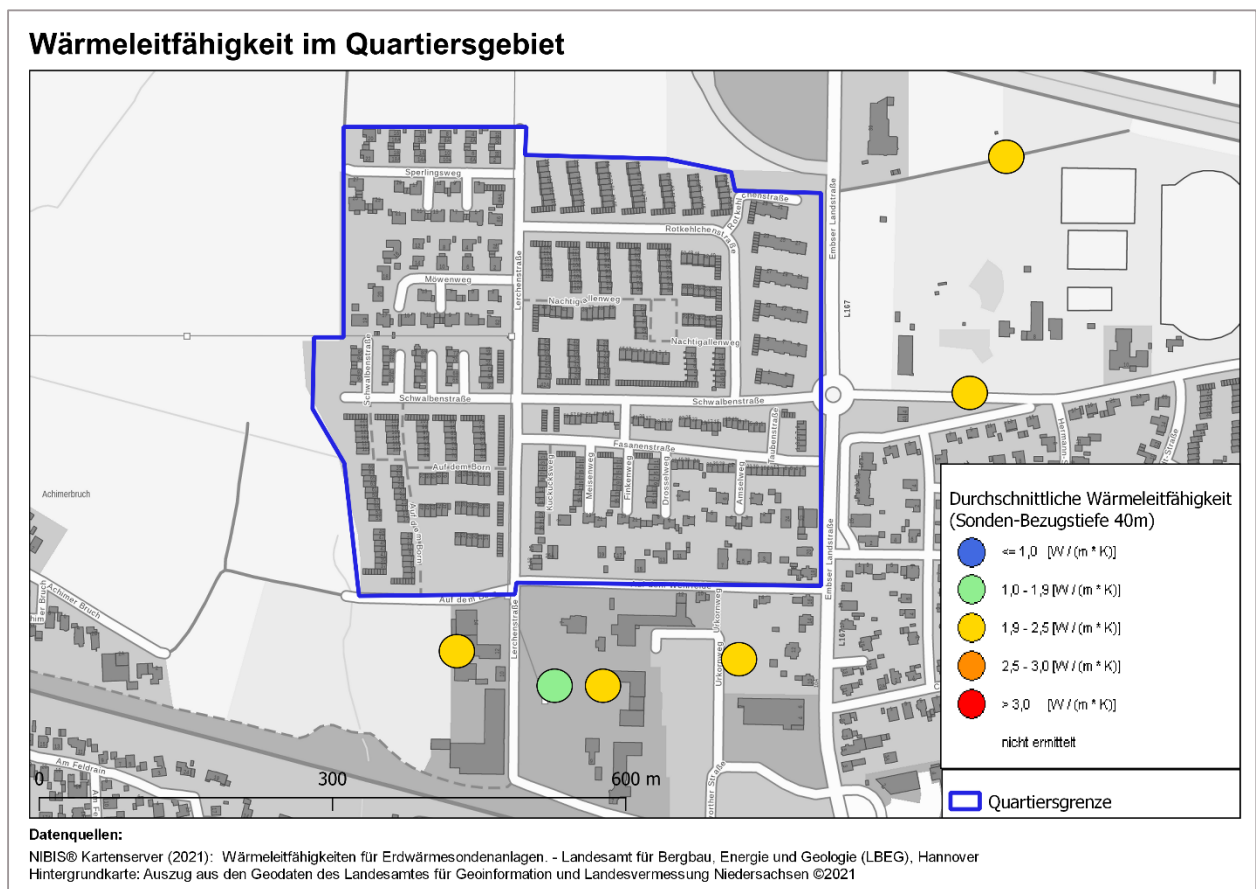 Wärmeleitfähigkeit im Quartiersgebiet
Sperlingsweg
Rotkehlchenstraße
Rotkehlchenstraße
Embser Landstraße
Lerchenstraße
Möwenweg
Nachtigallenweg
Nachtigallenweg
L167
Schwalbenstraße
Schwalbenstraße
Schwalbenstraße
Fasanenstraße
Taubenstraße
Auf dem Born
Auf dem Born
Kuckucksweg
Meisenweg
Finkenweg
Drosselweg
Amselweg
Achimerbruch
Achimer Bruch
Lerchenstraße
Urkornweg
Urkornweg
Embser Landstraße
L167
Am Feldrain
0
300
600 m
Durchschnittliche Wärmeleitfähigkeit
(Sonden-Bezugstiefe 40m)
<= 1,0 [W / (m * K)]
1,0 - 1,9 [W / (m * K)]
1,9 - 2,5 [W / (m * K)]
2,5 - 3,0 [W / (m * K)]
> 3,0 [W / (m * K)]
nicht ermittelt
Quartiersgrenze
Datenquellen:
NIBIS® Kartenserver (2021): Wärmeleitfähigkeiten für Erdwärmesondenanlagen. - Landesamt für Bergbau, Energie und Geologie (LBEG), Hannover
Hintergrundkarte: Auszug aus den Geodaten des Landesamtes für Geoinformation und Landesvermessung Niedersachsen ©2021